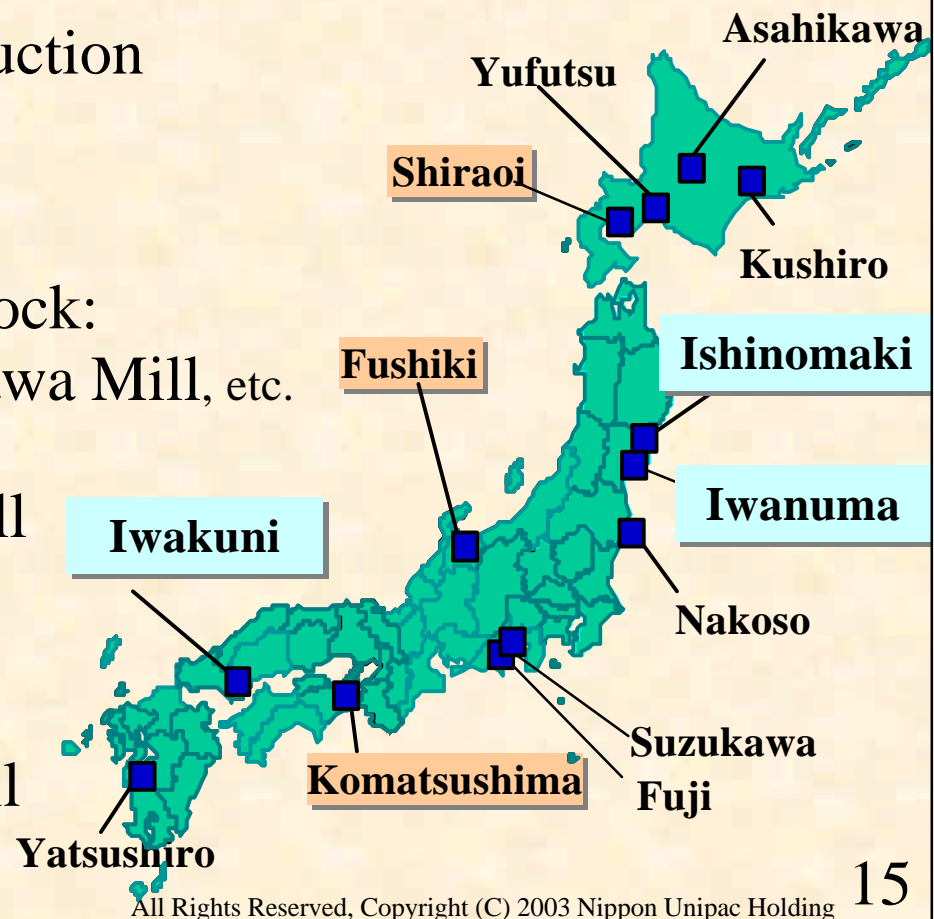 Asahikawa
uction
Yufutsu
Shiraoi
Kushiro
ock:
Ishinomaki
Fushiki
wa Mill, etc.
ll
Iwanuma
Iwakuni
Nakoso
Suzukawa
Komatsushima
Fuji
ll
Yatsushiro
15
All Rights Reserved, Copyright (C) 2003 Nippon Unipac Holding